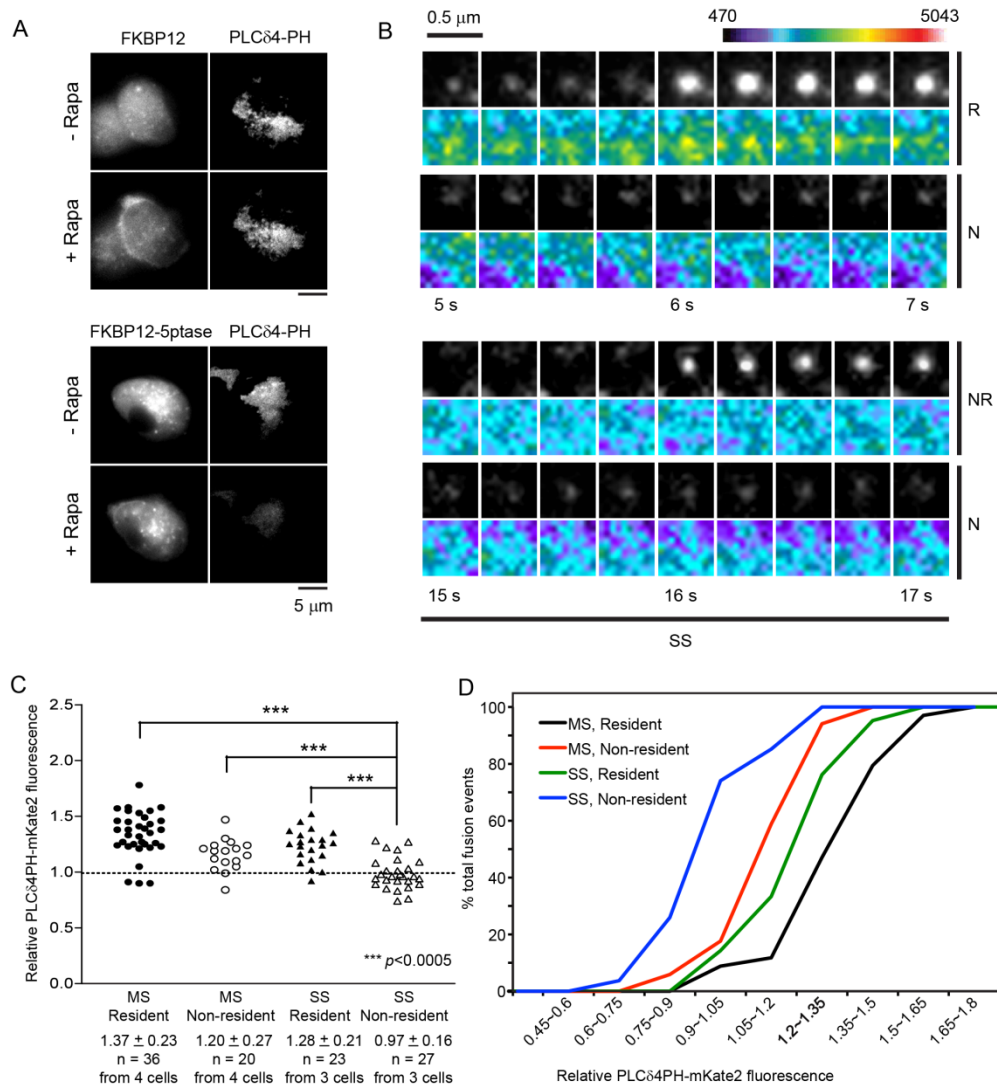 A
FKBP12 PLCδ4-PH
- Rapa
+ Rapa
FKBP12-5ptase PLCδ4-PH
- Rapa
+ Rapa
5 µm
B
0.5 µm
470 5043
R
N
5 s 6 s 7 s
NR
N
15 s 16 s 17 s
SS
C
Relative PLCδ4PH-mKate2 fluorescence
2.5
2.0
1.5
1.0
0.5
0.0
***
***
***
*** p<0.0005
MS MS SS SS
Resident Non-resident Resident Non-resident
1.37 ± 0.23 1.20 ± 0.27 1.28 ± 0.21 0.97 ± 0.16
n = 36 n = 20 n = 23 n = 27
from 4 cells from 4 cells from 3 cells from 3 cells
D
% total fusion events
100
80
60
40
20
0
MS, Resident
MS, Non-resident
SS, Resident
SS, Non-resident
0.45~0.6 0.6~0.75 0.75~0.9 0.9~1.05 1.05~1.2 1.2~1.35 1.35~1.5 1.5~1.65 1.65~1.8
Relative PLCδ4PH-mKate2 fluorescence